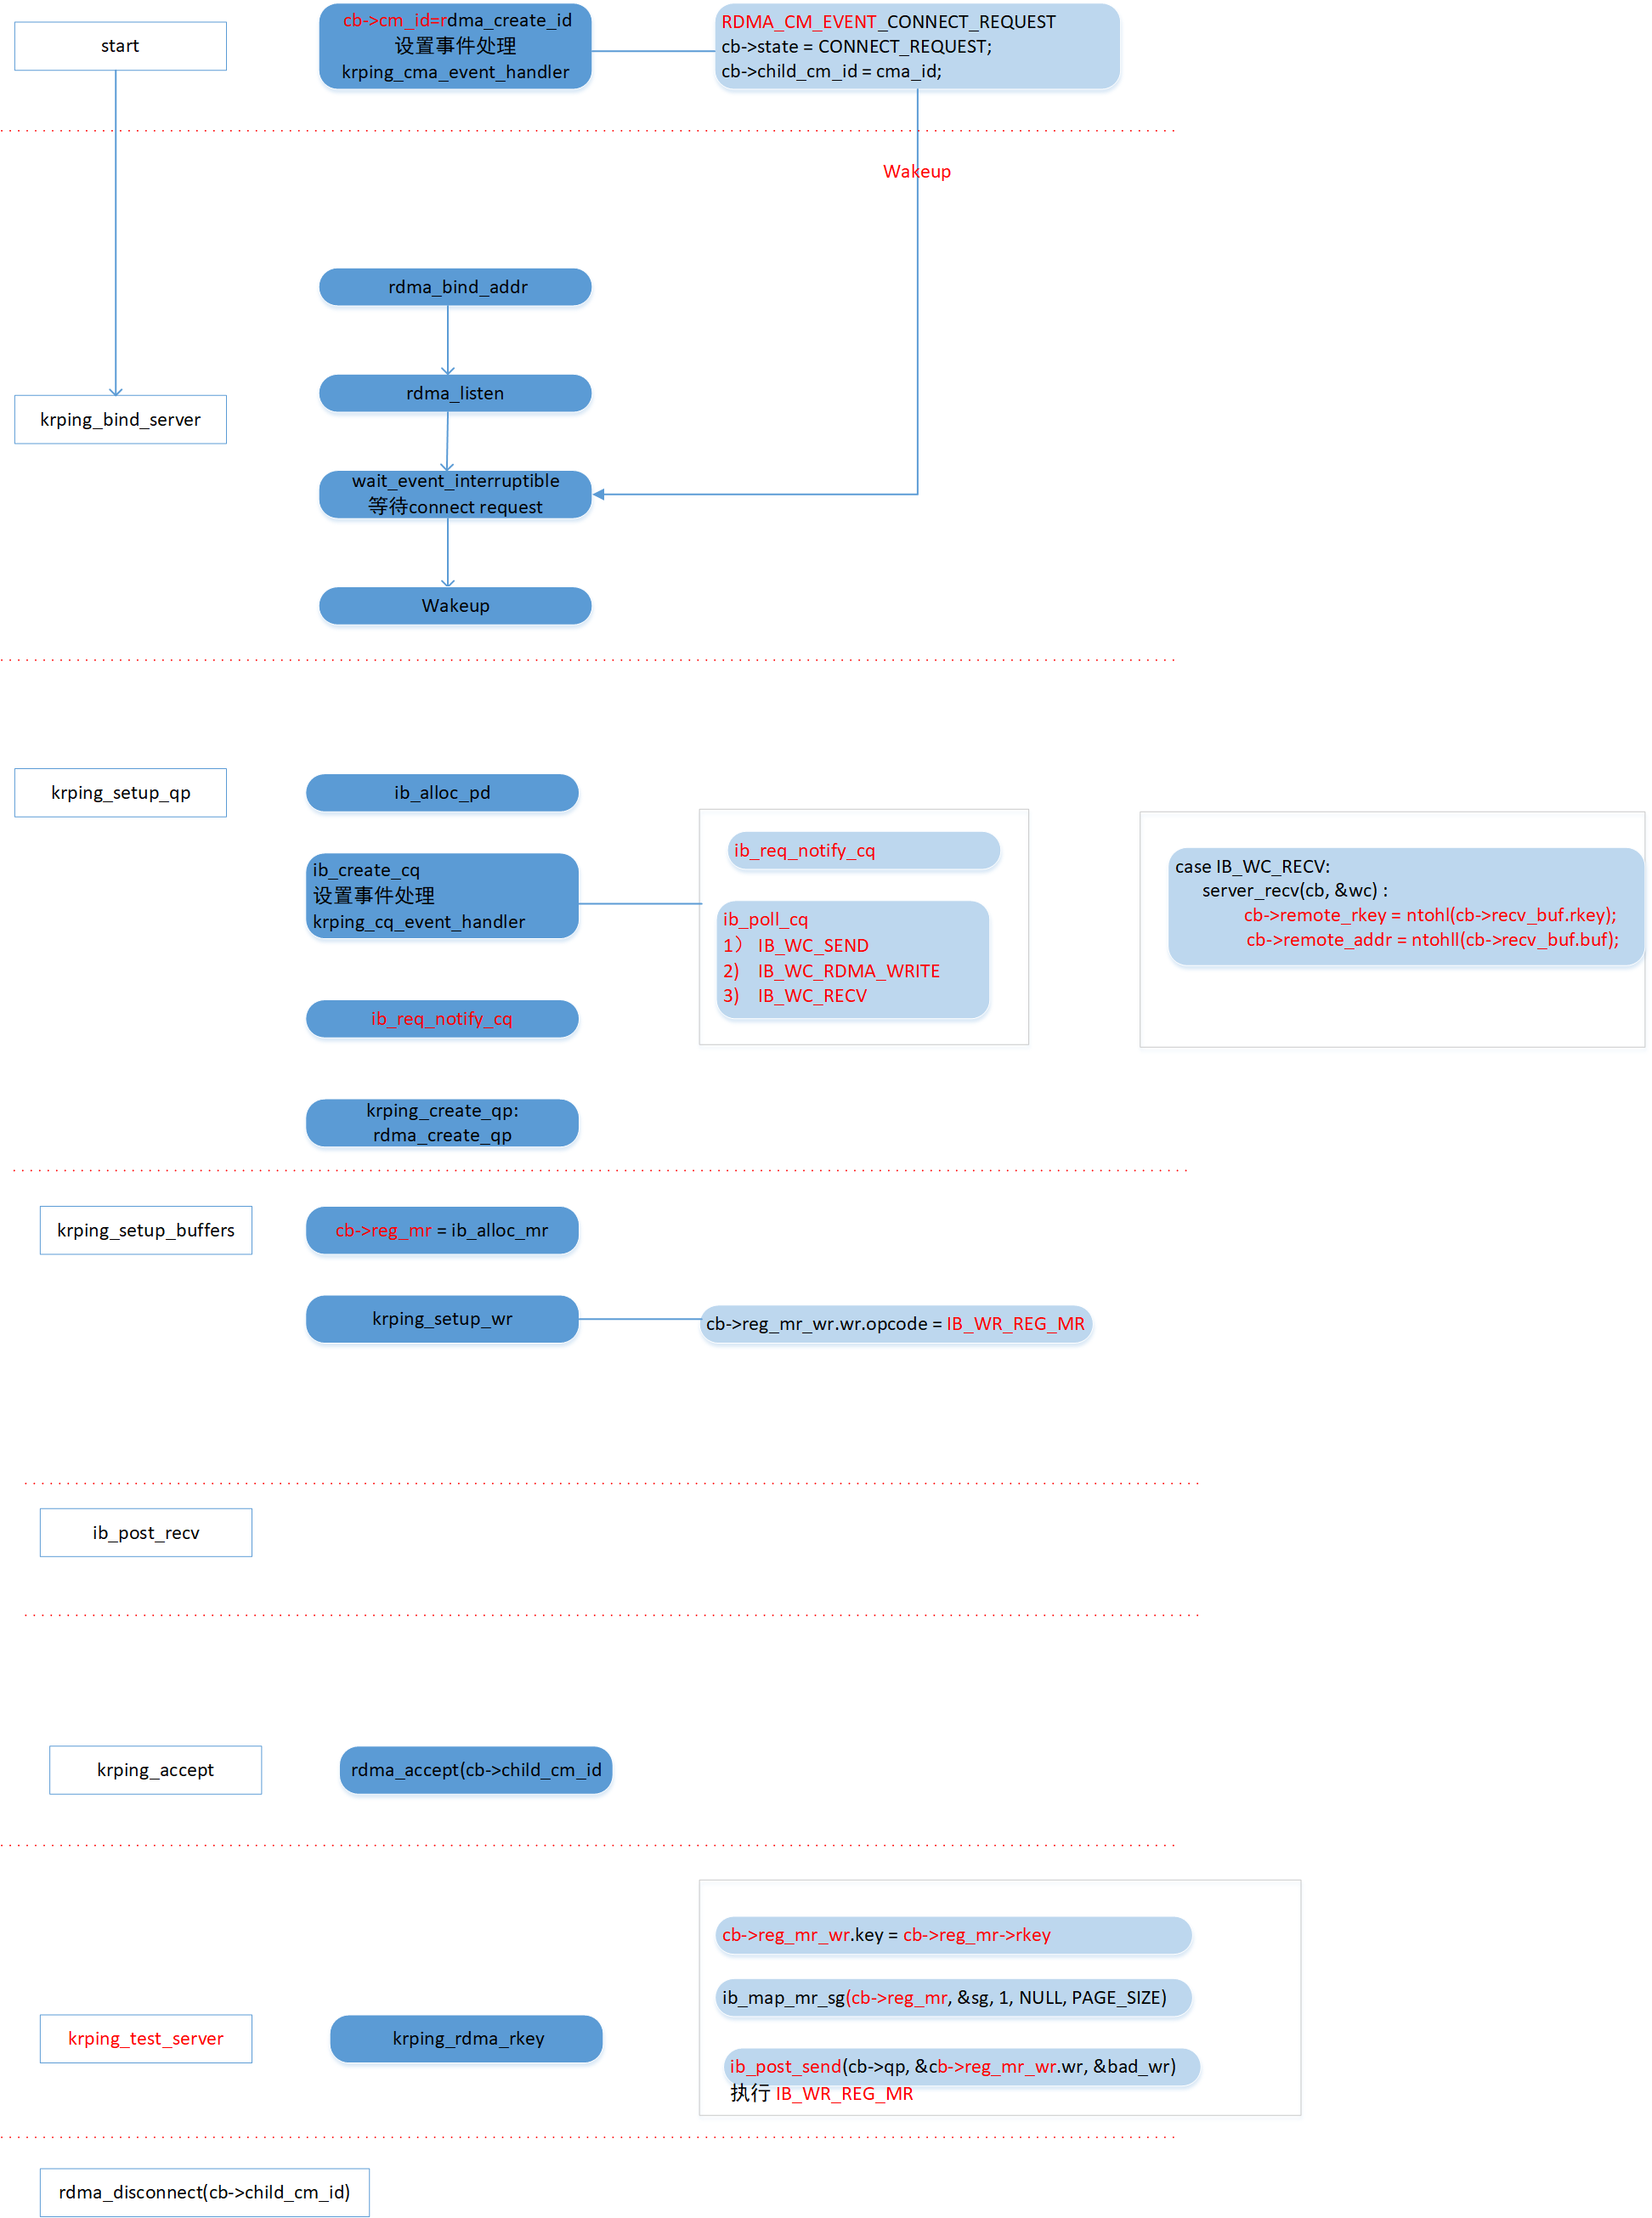 start
cb->cm_id=rdma_create_id
设置事件处理
krping_cma_event_handler
RDMA_CM_EVENT_CONNECT_REQUEST
cb->state = CONNECT_REQUEST;
cb->child_cm_id = cma_id;
Wakeup
rdma_bind_addr
rdma_listen
krping_bind_server
wait_event_interruptible
等待connect request
Wakeup
krping_setup_qp
ib_alloc_pd
ib_create_cq
设置事件处理
krping_cq_event_handler
ib_req_notify_cq
ib_poll_cq
1） IB_WC_SEND
2) IB_WC_RDMA_WRITE
3) IB_WC_RECV
case IB_WC_RECV:
server_recv(cb, &wc) :
cb->remote_rkey = ntohl(cb->recv_buf.rkey);
cb->remote_addr = ntohll(cb->recv_buf.buf);
ib_req_notify_cq
krping_create_qp:
rdma_create_qp
krping_setup_buffers
cb->reg_mr = ib_alloc_mr
krping_setup_wr
cb->reg_mr_wr.wr.opcode = IB_WR_REG_MR
ib_post_recv
krping_accept
rdma_accept(cb->child_cm_id
cb->reg_mr_wr.key = cb->reg_mr->rkey
ib_map_mr_sg(cb->reg_mr, &sg, 1, NULL, PAGE_SIZE)
krping_test_server
krping_rdma_rkey
ib_post_send(cb->qp, &cb->reg_mr_wr.wr, &bad_wr)
执行 IB_WR_REG_MR
rdma_disconnect(cb->child_cm_id)